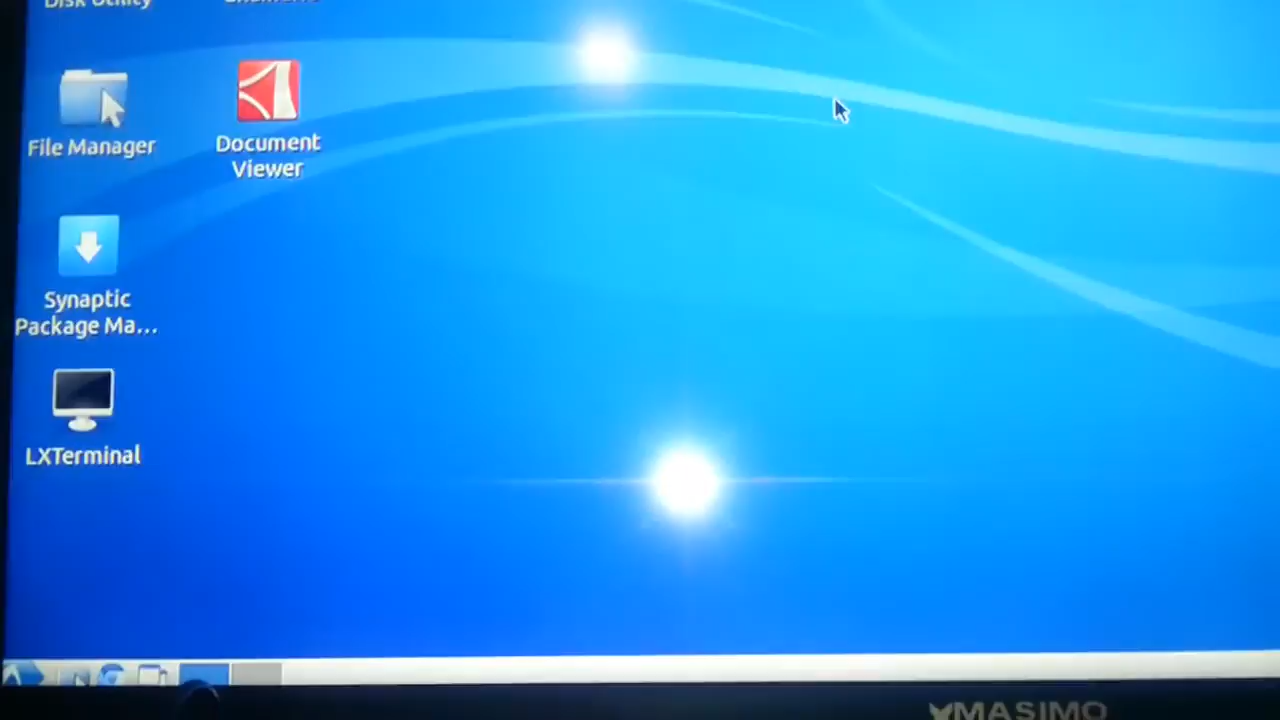 Disk Utility
File Manager
Document
Viewer
Synaptic
Package Ma...
LXTerminal
MASIMO